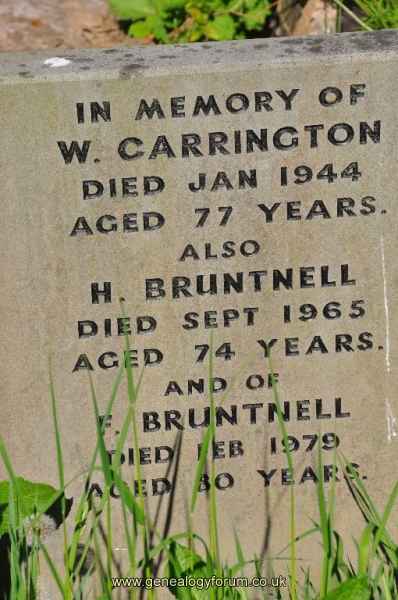 IN MEMORY OF
W. CARRINGTON
DIED JAN 1944
AGED 77 YEARS.
ALSO
H BRUNTNELL
DIED SEPT 1965
AGED 74 YEARS.
AND OF
F. BRUNTNELL
DIED FEB 1979
AGED 80 YEARS.
www.genealogyforum.co.uk